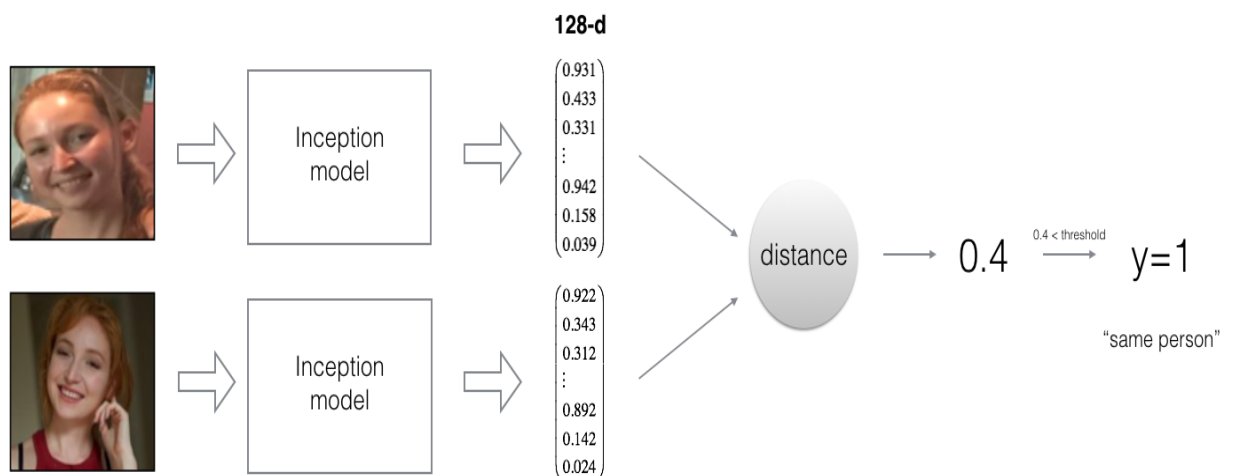 128-d
Inception
model
0.931
0.433
0.331
⋮
0.942
0.158
0.039
Inception
model
0.922
0.343
0.312
⋮
0.892
0.142
0.024
distance
0.4
0.4 < threshold
y=1
“same person”